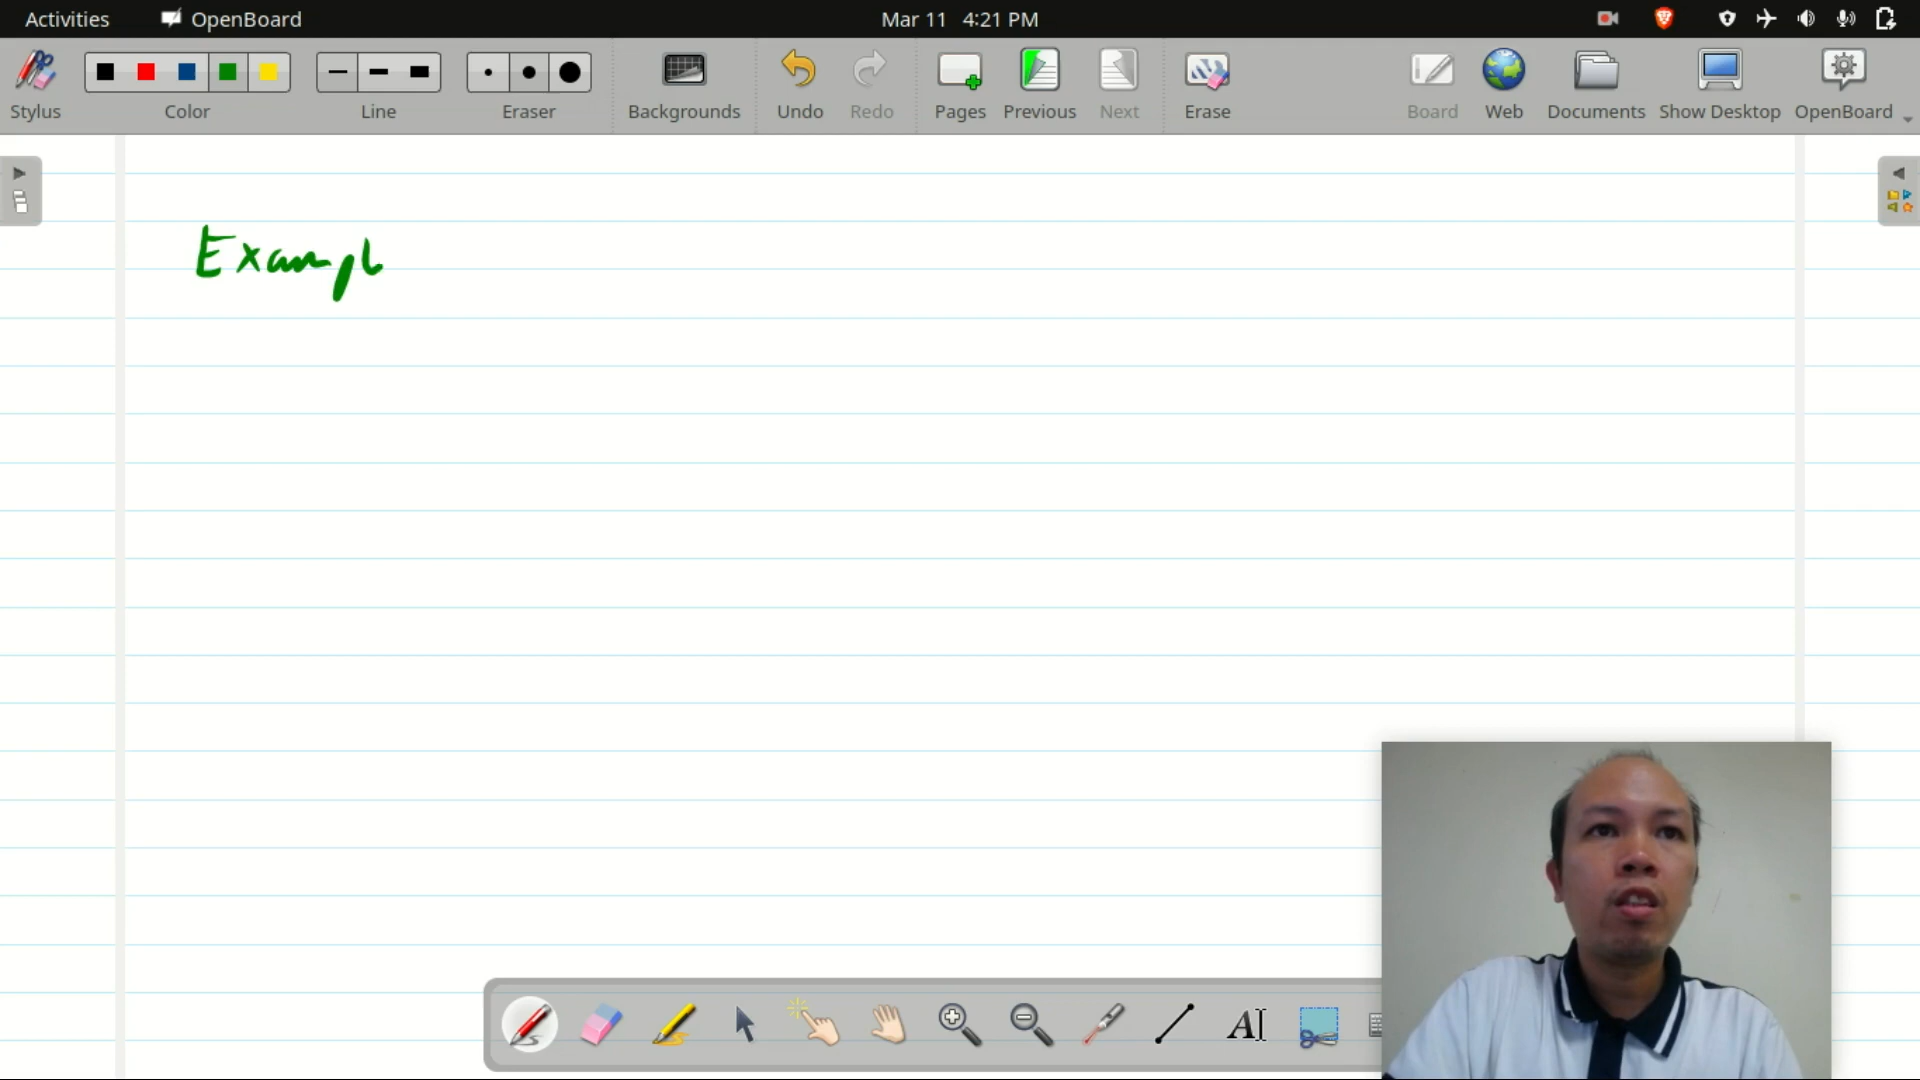 Activities OpenBoard Mar 11 4:21 PM
Stylus Color Line Eraser Backgrounds Undo Redo Pages Previous Next Erase Board Web Documents Show Desktop OpenBoard
Exampl
A